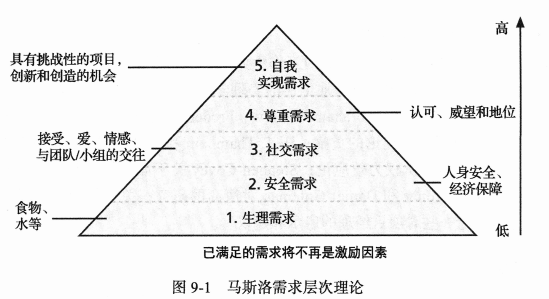 高
具有挑战性的项目，
创新和创造的机会
5. 自我
实现需求
4. 尊重需求
认可、威望和地位
接受、爱、情感、
与团队/小组的交往
3. 社交需求
2. 安全需求
人身安全、
经济保障
食物、
水等
1. 生理需求
低
已满足的需求将不再是激励因素
图 9-1 马斯洛需求层次理论